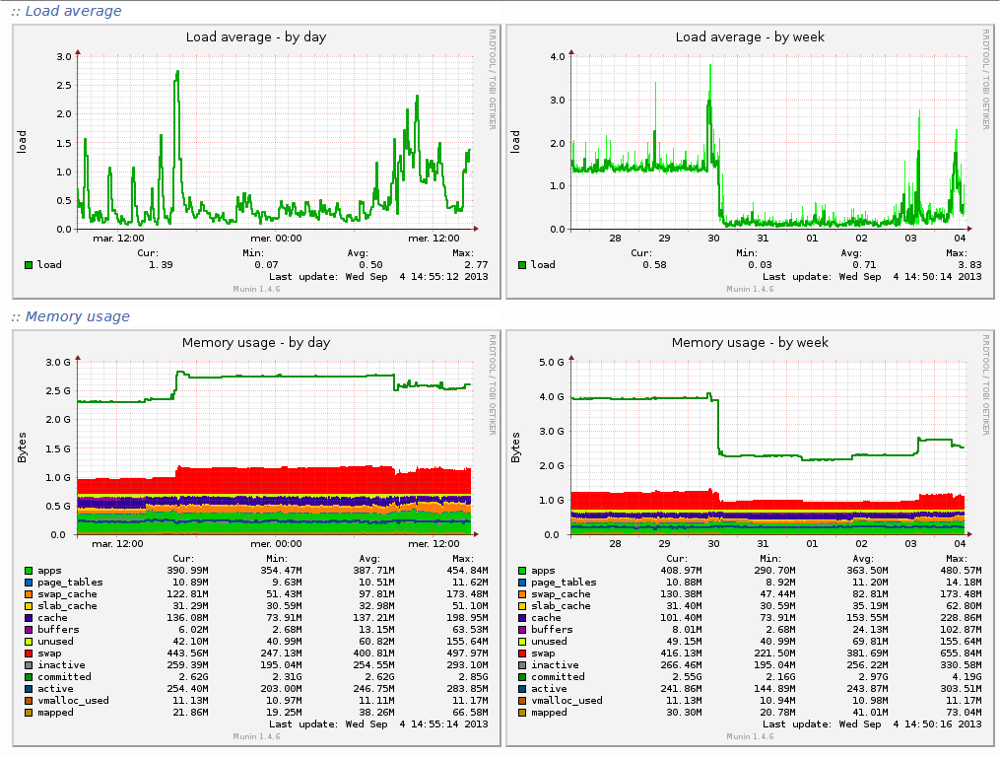 :: Load average
Load average - by day
RRDTOOL / TOBI OETIKER
load
3.0
2.5
2.0
1.5
1.0
0.5
0.0
mar. 12:00 mer. 00:00 mer. 12:00
Cur: Min: Avg: Max:
load 1.39 0.07 0.50 2.77
Last update: Wed Sep 4 14:55:12 2013
Munin 1.4.6
Load average - by week
RRDTOOL / TOBI OETIKER
load
4.0
3.0
2.0
1.0
0.0
28 29 30 31 01 02 03 04
Cur: Min: Avg: Max:
load 0.58 0.03 0.71 3.83
Last update: Wed Sep 4 14:50:14 2013
Munin 1.4.6
:: Memory usage
Memory usage - by day
RRDTOOL / TOBI OETIKER
Bytes
3.0 G
2.5 G
2.0 G
1.5 G
1.0 G
0.5 G
0.0
mar. 12:00 mer. 00:00 mer. 12:00
Cur: Min: Avg: Max:
apps 390.99M 354.47M 387.71M 454.84M
page_tables 10.89M 9.63M 10.51M 11.62M
swap_cache 122.81M 51.43M 97.81M 173.48M
slab_cache 31.29M 30.59M 32.98M 51.10M
cache 136.08M 73.91M 137.21M 198.95M
buffers 6.02M 2.68M 13.15M 63.53M
unused 42.10M 40.99M 60.82M 155.64M
swap 443.56M 247.13M 400.81M 497.97M
inactive 259.39M 195.04M 254.55M 293.10M
committed 2.62G 2.31G 2.62G 2.85G
active 254.40M 203.00M 246.75M 283.85M
vmalloc_used 11.13M 10.97M 11.11M 11.17M
mapped 21.86M 19.25M 38.26M 66.58M
Last update: Wed Sep 4 14:55:14 2013
Munin 1.4.6
Memory usage - by week
RRDTOOL / TOBI OETIKER
Bytes
5.0 G
4.0 G
3.0 G
2.0 G
1.0 G
0.0
28 29 30 31 01 02 03 04
Cur: Min: Avg: Max:
apps 408.97M 290.70M 363.50M 480.57M
page_tables 10.88M 8.92M 11.20M 14.18M
swap_cache 130.38M 47.44M 82.81M 173.48M
slab_cache 31.40M 30.59M 35.19M 62.80M
cache 101.40M 73.91M 153.55M 228.86M
buffers 8.01M 2.68M 24.13M 102.87M
unused 49.15M 40.99M 69.81M 155.64M
swap 416.13M 221.50M 381.69M 655.84M
inactive 266.46M 195.04M 256.22M 330.58M
committed 2.55G 2.16G 2.97G 4.19G
active 241.86M 144.89M 243.87M 303.51M
vmalloc_used 11.13M 10.94M 10.98M 11.17M
mapped 30.30M 20.78M 41.01M 73.04M
Last update: Wed Sep 4 14:50:16 2013
Munin 1.4.6